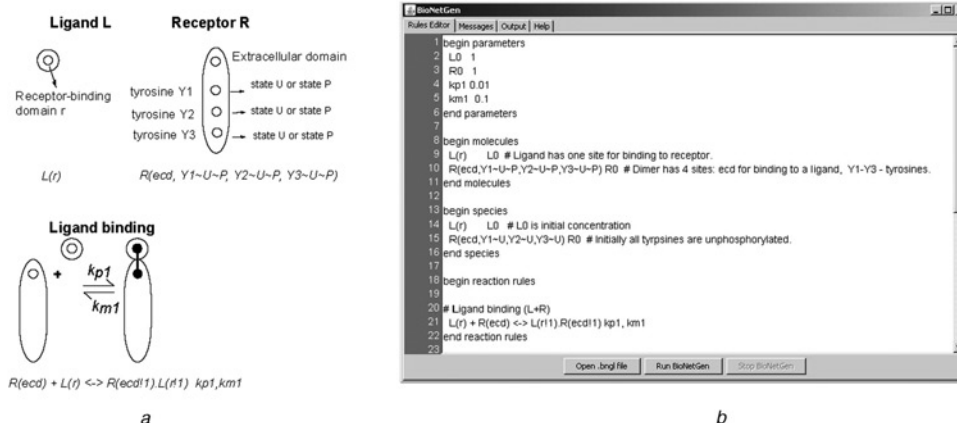 Ligand L
Receptor R
Extracellular domain
Receptor-binding
domain r
tyrosine Y1
state U or state P
tyrosine Y2
state U or state P
tyrosine Y3
state U or state P
L(r)
R(ecd, Y1~U~P, Y2~U~P, Y3~U~P)
Ligand binding
+
kp1
km1
R(ecd) + L(r) <-> R(ecd!1).L(r!1) kp1,km1
a
BioNetGen
Rules Editor Messages Output Help
1 begin parameters
2 L0 1
3 R0 1
4 kp1 0.01
5 km1 0.1
6 end parameters
7
8 begin molecules
9 L(r) L0 # Ligand has one site for binding to receptor.
10 R(ecd,Y1~U~P,Y2~U~P,Y3~U~P) R0 # Dimer has 4 sites: ecd for binding to a ligand, Y1-Y3 - tyrosines.
11 end molecules
12
13 begin species
14 L(r) L0 # L0 is initial concentration
15 R(ecd,Y1~U,Y2~U,Y3~U) R0 # Initially all tyrpsines are unphosphorylated.
16 end species
17
18 begin reaction rules
19
20 # Ligand binding (L+R)
21 L(r) + R(ecd) <-> L(r!1).R(ecd!1) kp1, km1
22 end reaction rules
23
Open .bngl file Run BioNetGen Stop BioNetGen
b